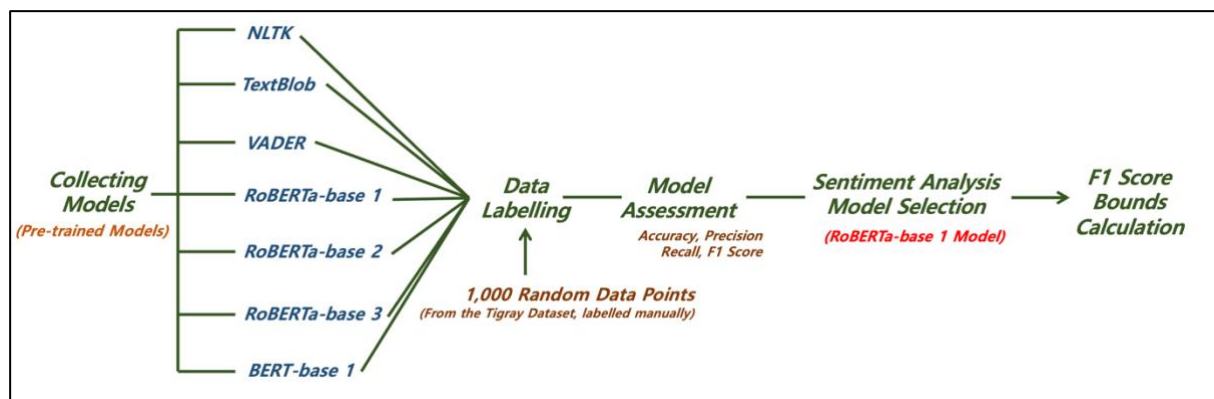 Collecting
Models
(Pre-trained Models)
NLTK
TextBlob
VADER
RoBERTa-base 1
RoBERTa-base 2
RoBERTa-base 3
BERT-base 1
Data
Labelling
1,000 Random Data Points
(From the Tigray Dataset, labelled manually)
Model
Assessment
Accuracy, Precision
Recall, F1 Score
Sentiment Analysis
Model Selection
(RoBERTa-base 1 Model)
F1 Score
Bounds
Calculation